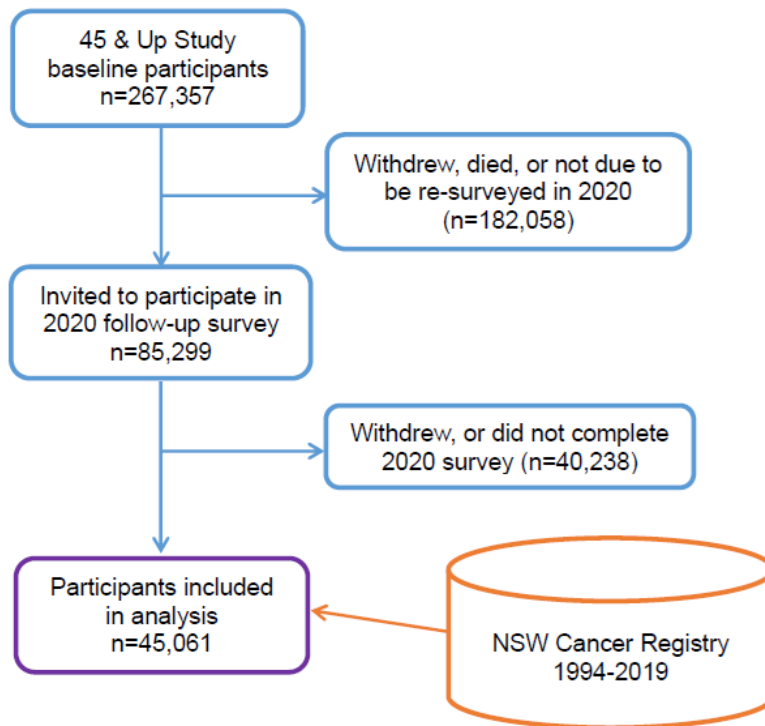 45 & Up Study
baseline participants
n=267,357
Withdrew, died, or not due to
be re-surveyed in 2020
(n=182,058)
Invited to participate in
2020 follow-up survey
n=85,299
Withdrew, or did not complete
2020 survey (n=40,238)
Participants included
in analysis
n=45,061
NSW Cancer Registry
1994-2019